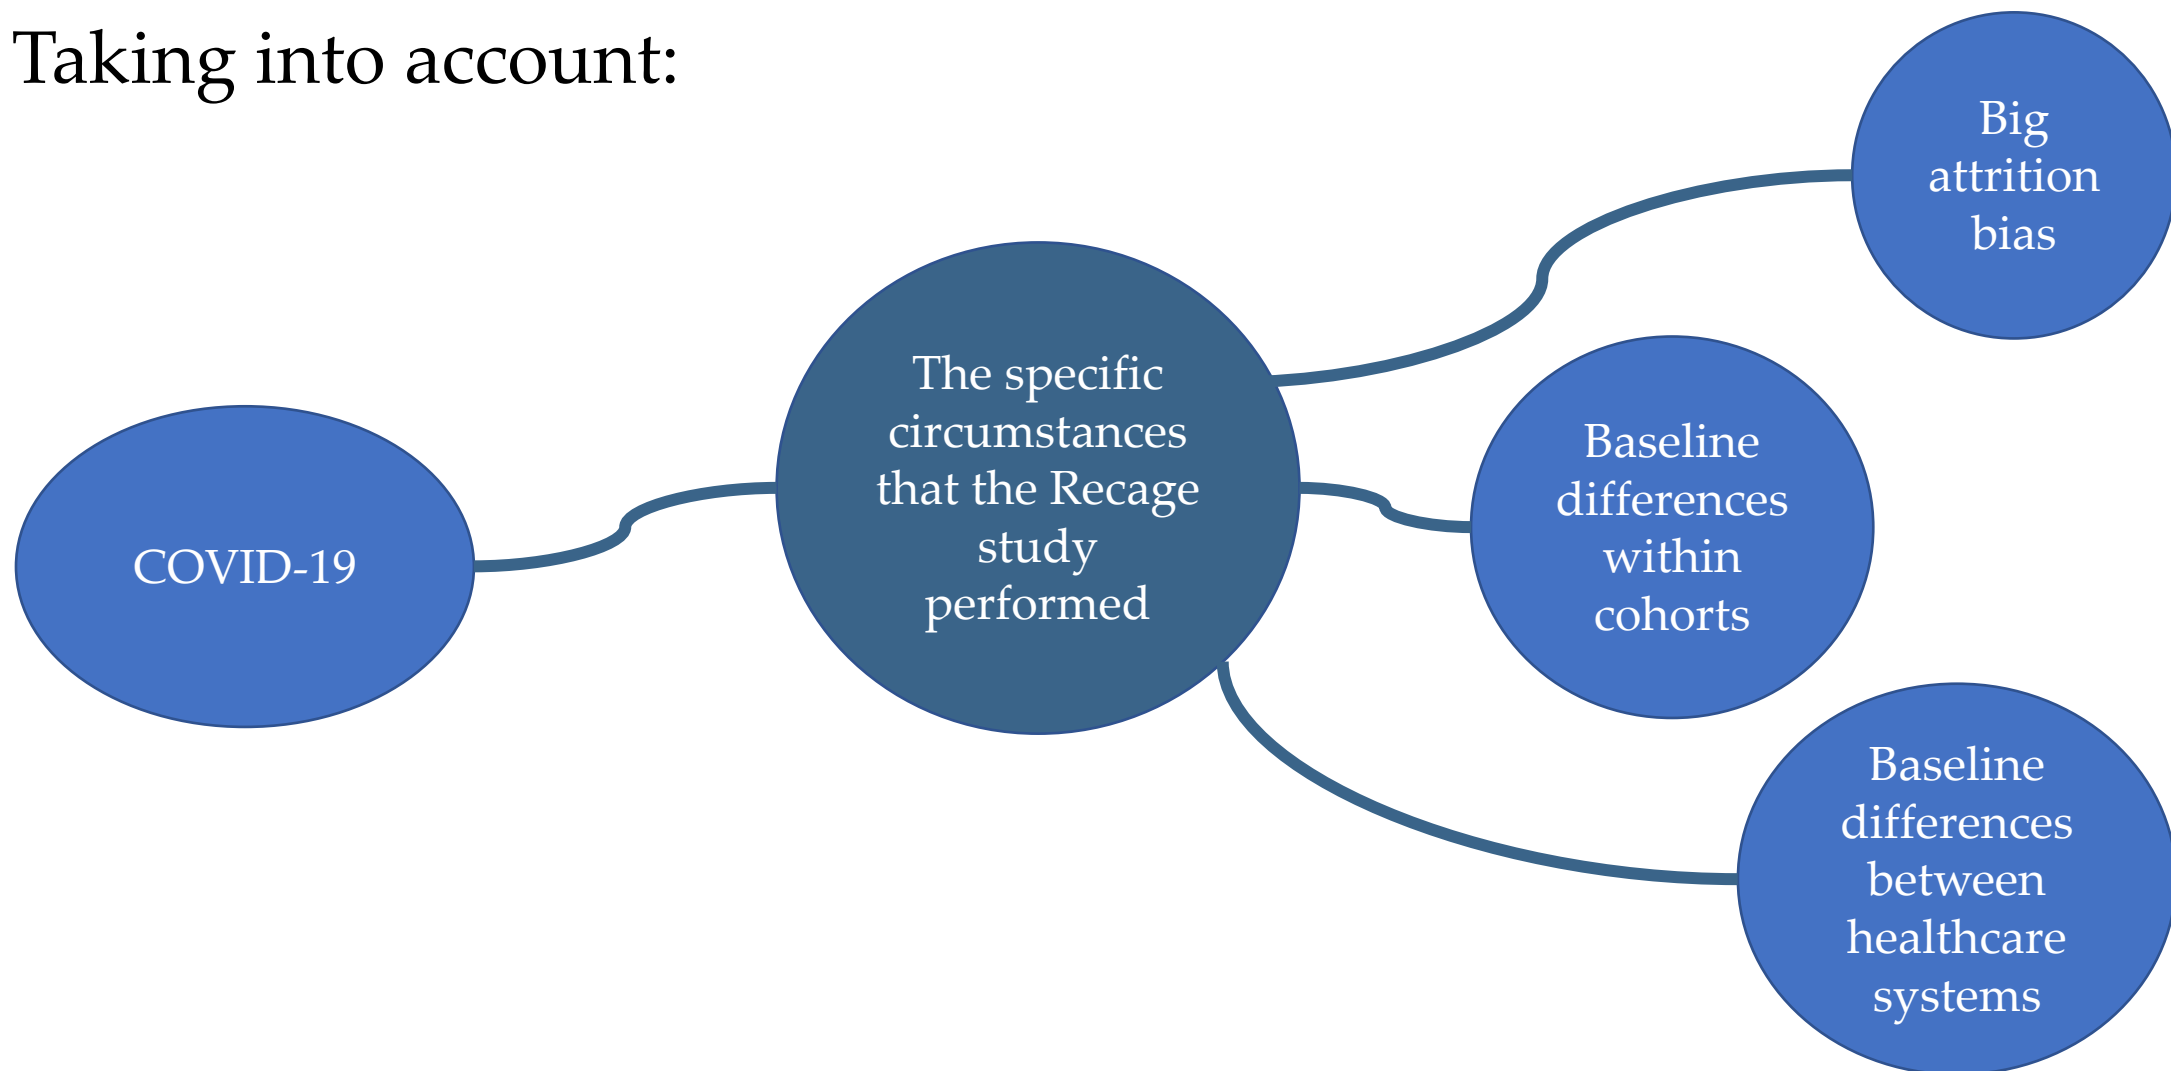 Taking into account:
COVID-19
The specific
circumstances
that the Recage
study
performed
Big
attrition
bias
Baseline
differences
within
cohorts
Baseline
differences
between
healthcare
systems